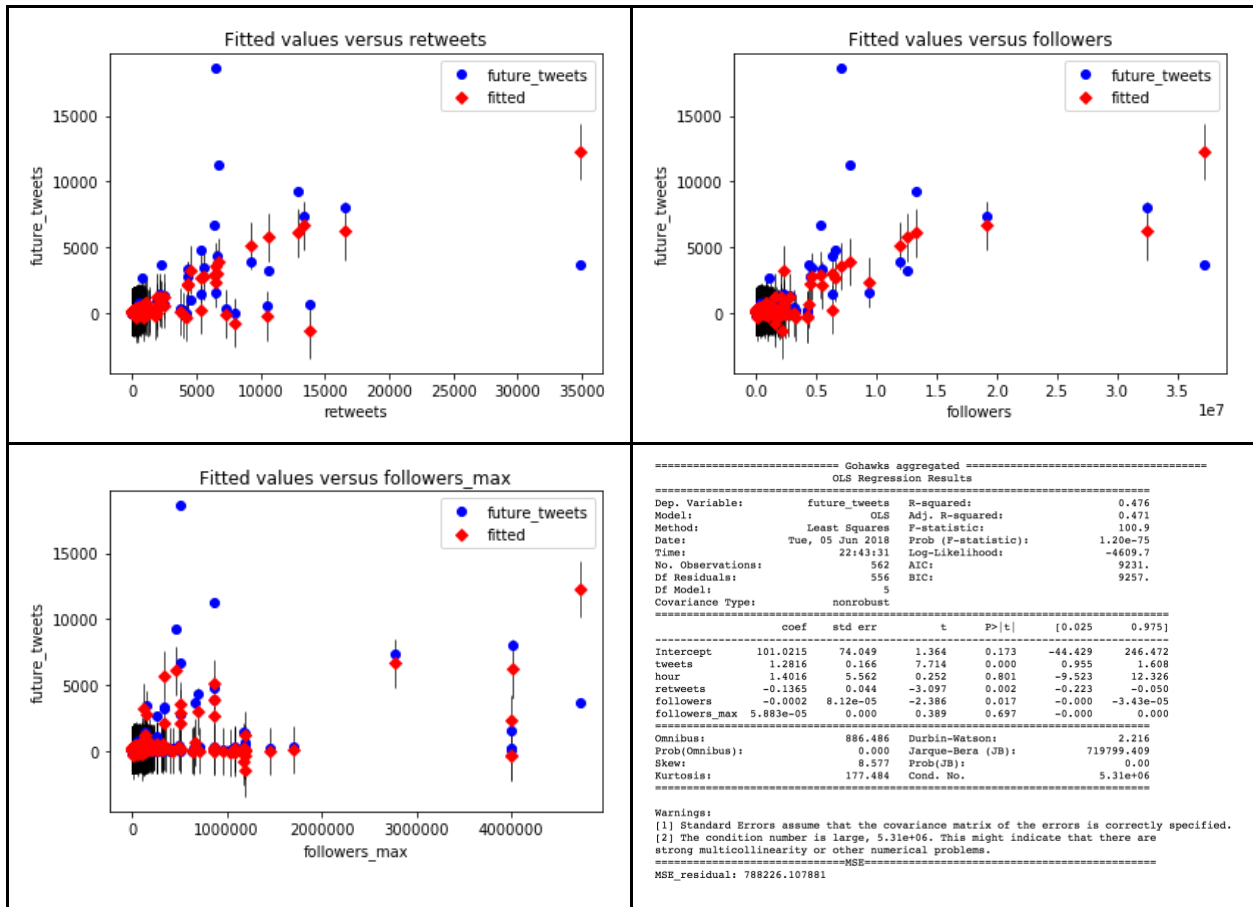 Fitted values versus retweets
future_tweets
fitted
15000
10000
5000
0
future_tweets
0 5000 10000 15000 20000 25000 30000 35000
retweets
Fitted values versus followers
future_tweets
fitted
15000
10000
5000
0
future_tweets
0.0 0.5 1.0 1.5 2.0 2.5 3.0 3.5
1e7
followers
Fitted values versus followers_max
future_tweets
fitted
15000
10000
5000
0
future_tweets
0 1000000 2000000 3000000 4000000
followers_max
============================= Gohawks aggregated ======================================
OLS Regression Results
==============================================================================
Dep. Variable: future_tweets R-squared: 0.476
Model: OLS Adj. R-squared: 0.471
Method: Least Squares F-statistic: 100.9
Date: Tue, 05 Jun 2018 Prob (F-statistic): 1.20e-75
Time: 22:43:31 Log-Likelihood: -4609.7
No. Observations: 562 AIC: 9231.
Df Residuals: 556 BIC: 9257.
Df Model: 5
Covariance Type: nonrobust
=================================================================================
coef std err t P>|t| [0.025 0.975]
---------------------------------------------------------------------------------
Intercept 101.0215 74.049 1.364 0.173 -44.429 246.472
tweets 1.2816 0.166 7.714 0.000 0.955 1.608
hour 1.4016 5.562 0.252 0.801 -9.523 12.326
retweets -0.1365 0.044 -3.097 0.002 -0.223 -0.050
followers -0.0002 8.12e-05 -2.386 0.017 -0.000 -3.43e-05
followers_max 5.883e-05 0.000 0.389 0.697 -0.000 0.000
==============================================================================
Omnibus: 886.486 Durbin-Watson: 2.216
Prob(Omnibus): 0.000 Jarque-Bera (JB): 719799.409
Skew: 8.577 Prob(JB): 0.00
Kurtosis: 177.484 Cond. No. 5.31e+06
==============================================================================
Warnings:
[1] Standard Errors assume that the covariance matrix of the errors is correctly specified.
[2] The condition number is large, 5.31e+06. This might indicate that there are
strong multicollinearity or other numerical problems.
==============================MSE==============================================
MSE_residual: 788226.107881